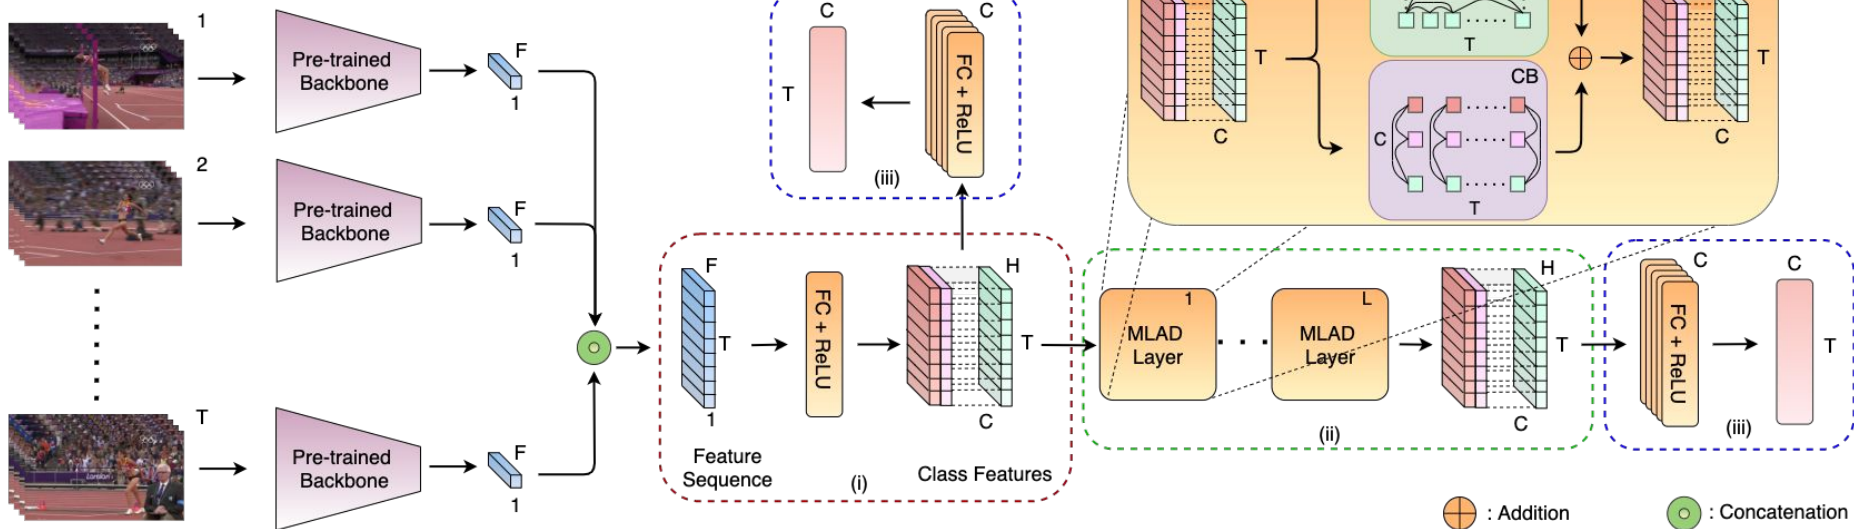 1
Pre-trained
Backbone
F
1
2
Pre-trained
Backbone
F
1
T
Pre-trained
Backbone
F
1
C
T
C
FC + ReLU
(iii)
F
T
1
Feature
Sequence
FC + ReLU
H
T
C
Class Features
(i)
T
C
T
CB
C
T
T
C
1
MLAD
Layer
L
MLAD
Layer
H
T
C
(ii)
C
FC + ReLU
C
T
(iii)
: Addition
: Concatenation